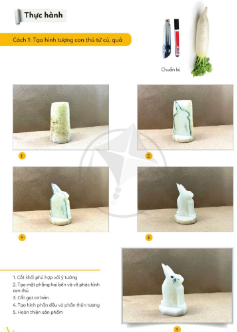 Thực hành
Cách 1: Tạo hình tượng con thú từ củ, quả
Chuẩn bị
1
2
3
4
1. Cắt khối phù hợp với ý tưởng
2. Tạo mặt phẳng hai bên và vẽ phác hình con thú
3. Cắt gọt cơ bản
4. Tạo hình phần đầu và phần thân tượng
5. Hoàn thiện sản phẩm
5